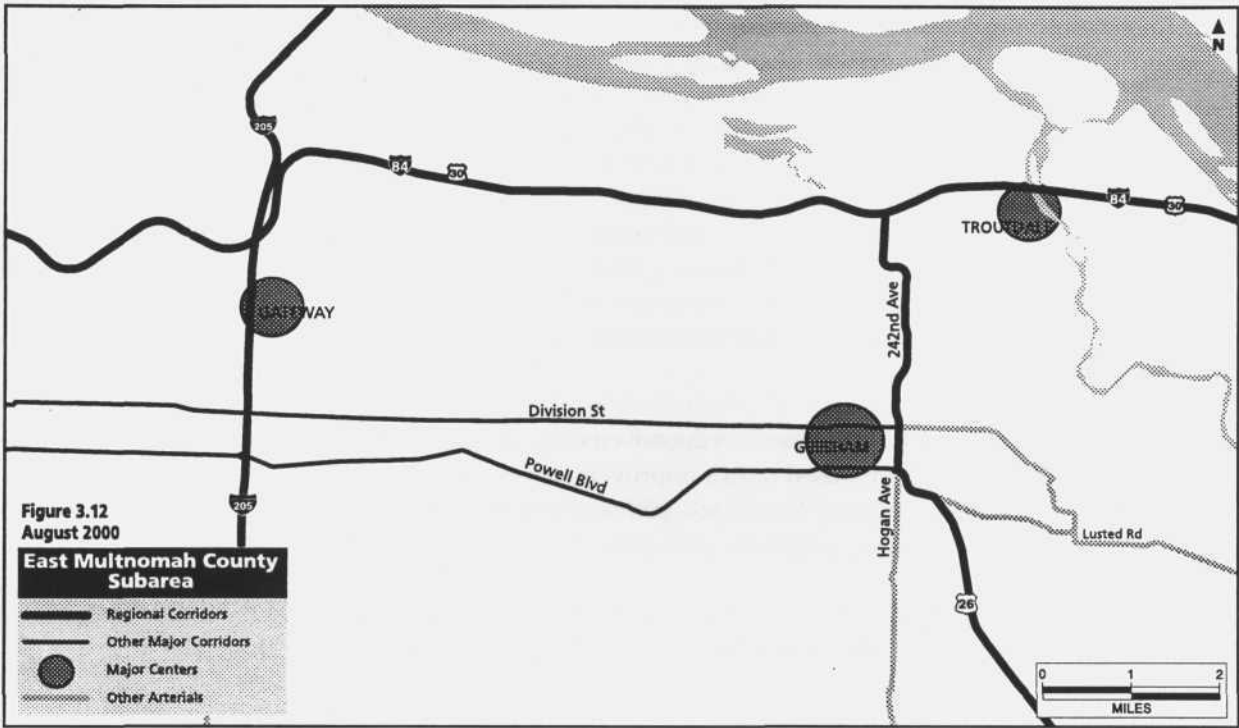 N
205
84
30
TROUTDALE
84
30
GATEWAY
242nd Ave
Division St
GRESHAM
Powell Blvd
Hogan Ave
Lusted Rd
205
26
Figure 3.12
August 2000
East Multnomah County
Subarea
Regional Corridors
Other Major Corridors
Major Centers
Other Arterials
0 1 2
MILES